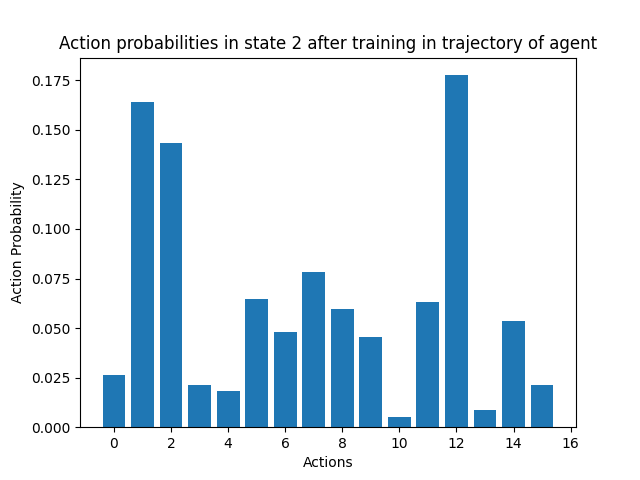 Action probabilities in state 2 after training in trajectory of agent
0.175
0.150
0.125
0.100
0.075
0.050
0.025
0.000
Action Probability
0 2 4 6 8 10 12 14 16
Actions